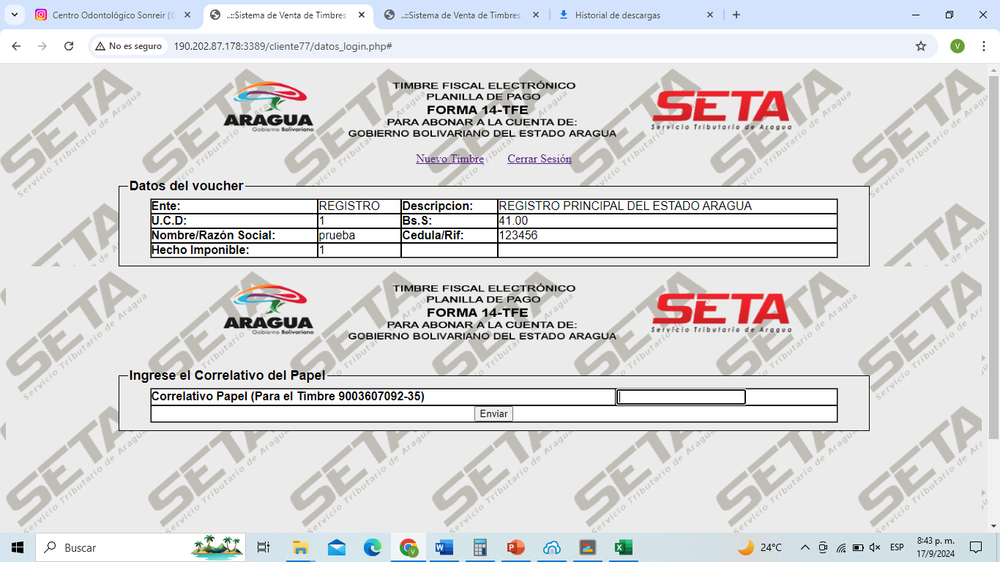 Centro Odontológico Sonreir (@
..::Sistema de Venta de Timbres
..::Sistema de Venta de Timbres
Historial de descargas
No es seguro
190.202.87.178:3389/cliente77/datos_login.php#
V
ARAGUA
Gobierno Bolivariano
TIMBRE FISCAL ELECTRÓNICO
PLANILLA DE PAGO
FORMA 14-TFE
PARA ABONAR A LA CUENTA DE:
GOBIERNO BOLIVARIANO DEL ESTADO ARAGUA
SETA
Servicio Tributario de Aragua
Nuevo Timbre Cerrar Sesión
Datos del voucher
Ente: REGISTRO Descripcion: REGISTRO PRINCIPAL DEL ESTADO ARAGUA
U.C.D: 1 Bs.S: 41.00
Nombre/Razón Social: prueba Cedula/Rif: 123456
Hecho Imponible: 1
ARAGUA
Gobierno Bolivariano
TIMBRE FISCAL ELECTRÓNICO
PLANILLA DE PAGO
FORMA 14-TFE
PARA ABONAR A LA CUENTA DE:
GOBIERNO BOLIVARIANO DEL ESTADO ARAGUA
SETA
Servicio Tributario de Aragua
Ingrese el Correlativo del Papel
Correlativo Papel (Para el Timbre 9003607092-35)
Enviar
SETA
Servicio Tributario de Aragua
Buscar
24°C
ESP
8:43 p. m.
17/9/2024